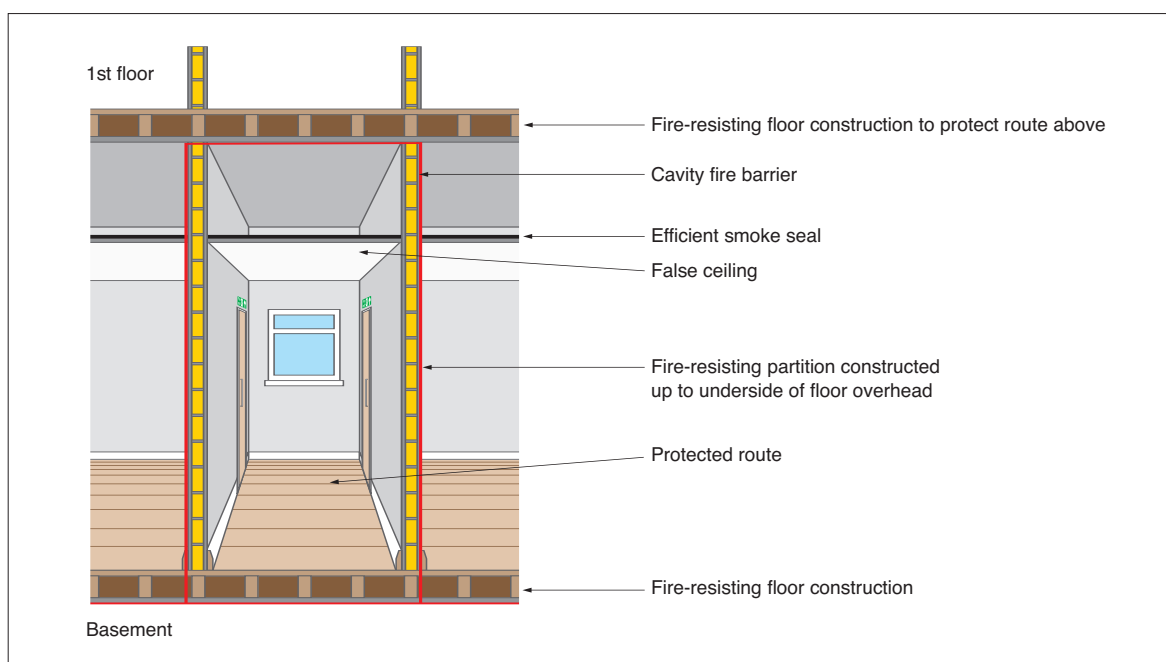 1st floor
Fire-resisting floor construction to protect route above
Cavity fire barrier
Efficient smoke seal
False ceiling
Fire-resisting partition constructed
up to underside of floor overhead
Protected route
Fire-resisting floor construction
Basement